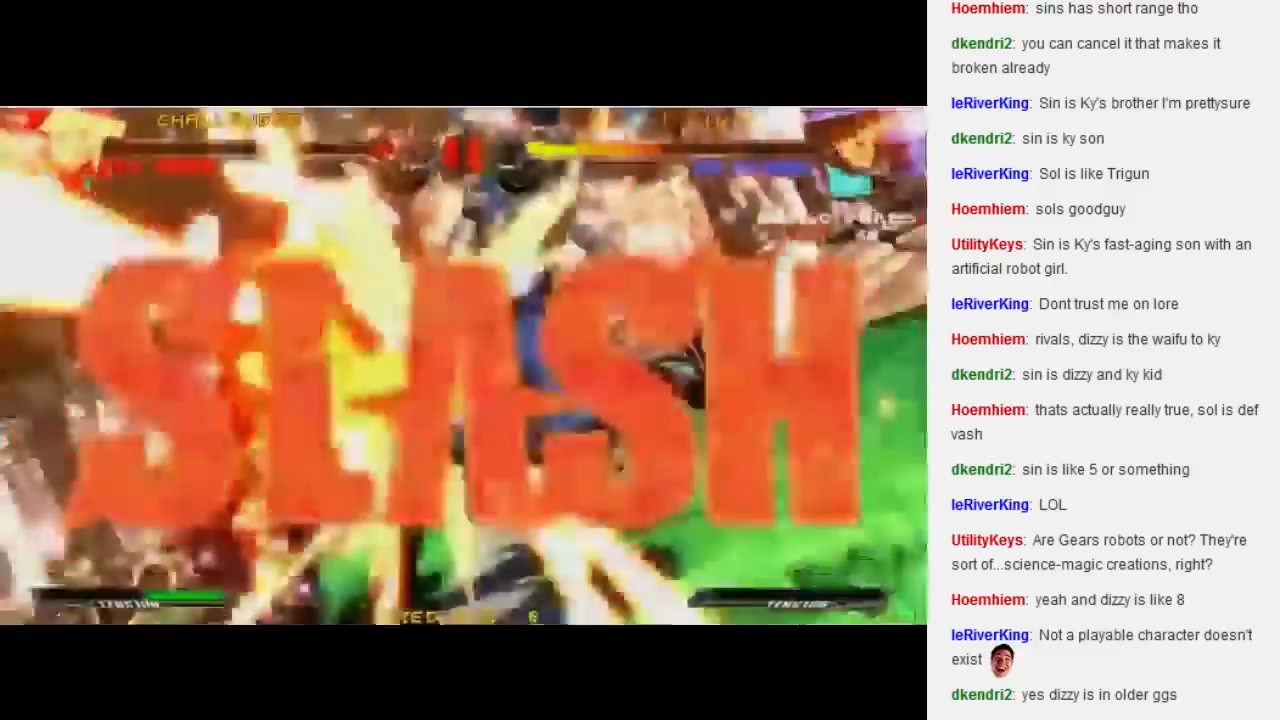 CHALLENGER
SLASH
TENSION
TENSION
Hoemhiem: sins has short range tho
dkendri2: you can cancel it that makes it
broken already
leRiverKing: Sin is Ky's brother I'm prettysure
dkendri2: sin is ky son
leRiverKing: Sol is like Trigun
Hoemhiem: sols goodguy
UtilityKeys: Sin is Ky's fast-aging son with an
artificial robot girl.
leRiverKing: Dont trust me on lore
Hoemhiem: rivals, dizzy is the waifu to ky
dkendri2: sin is dizzy and ky kid
Hoemhiem: thats actually really true, sol is def
vash
dkendri2: sin is like 5 or something
leRiverKing: LOL
UtilityKeys: Are Gears robots or not? They're
sort of...science-magic creations, right?
Hoemhiem: yeah and dizzy is like 8
leRiverKing: Not a playable character doesn't
exist
dkendri2: yes dizzy is in older ggs